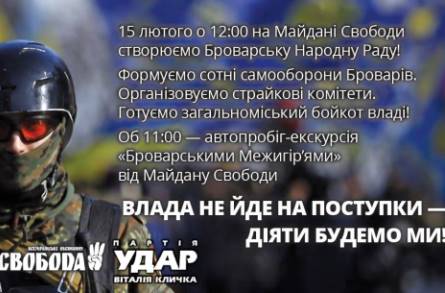 15 лютого о 12:00 на Майдані Свободи
створюємо Броварську Народну Раду!
Формуємо сотні самооборони Броварів.
Організовуємо страйкові комітети.
Готуємо загальноміський бойкот владі!
Об 11:00 — автопробіг-екскурсія
«Броварськими Межигір’ями»
від Майдану Свободи
ВЛАДА НЕ ЙДЕ НА ПОСТУПКИ —
ДІЯТИ БУДЕМО МИ!
СВОБОДА
ПАРТІЯ
УДАР
ВІТАЛІЯ КЛИЧКА